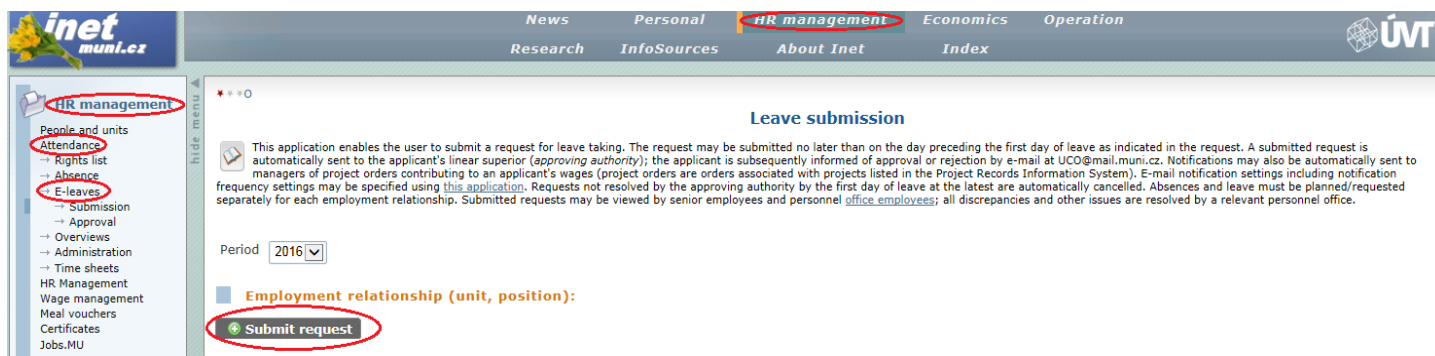 inet
muni.cz
News Personal HR management Economics Operation
Research InfoSources About Inet Index
ÚVT
HR management
People and units
Attendance
→ Rights list
→ Absence
→ E-leaves
→ Submission
→ Approval
→ Overviews
→ Administration
→ Time sheets
HR Management
Wage management
Meal vouchers
Certificates
Jobs.MU
hide menu
Leave submission
This application enables the user to submit a request for leave taking. The request may be submitted no later than on the day preceding the first day of leave as indicated in the request. A submitted request is
automatically sent to the applicant's linear superior (approving authority); the applicant is subsequently informed of approval or rejection by e-mail at UCO@mail.muni.cz. Notifications may also be automatically sent to
managers of project orders contributing to an applicant's wages (project orders are orders associated with projects listed in the Project Records Information System). E-mail notification settings including notification
frequency settings may be specified using this application. Requests not resolved by the approving authority by the first day of leave at the latest are automatically cancelled. Absences and leave must be planned/requested
separately for each employment relationship. Submitted requests may be viewed by senior employees and personnel office employees; all discrepancies and other issues are resolved by a relevant personnel office.
Period 2016
Employment relationship (unit, position):
Submit request